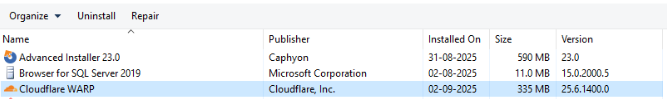 Organize Uninstall Repair
Name Publisher Installed On Size Version
Advanced Installer 23.0 Caphyon 31-08-2025 590 MB 23.0
Browser for SQL Server 2019 Microsoft Corporation 02-08-2025 11.0 MB 15.0.2000.5
Cloudflare WARP Cloudflare, Inc. 02-09-2025 335 MB 25.6.1400.0